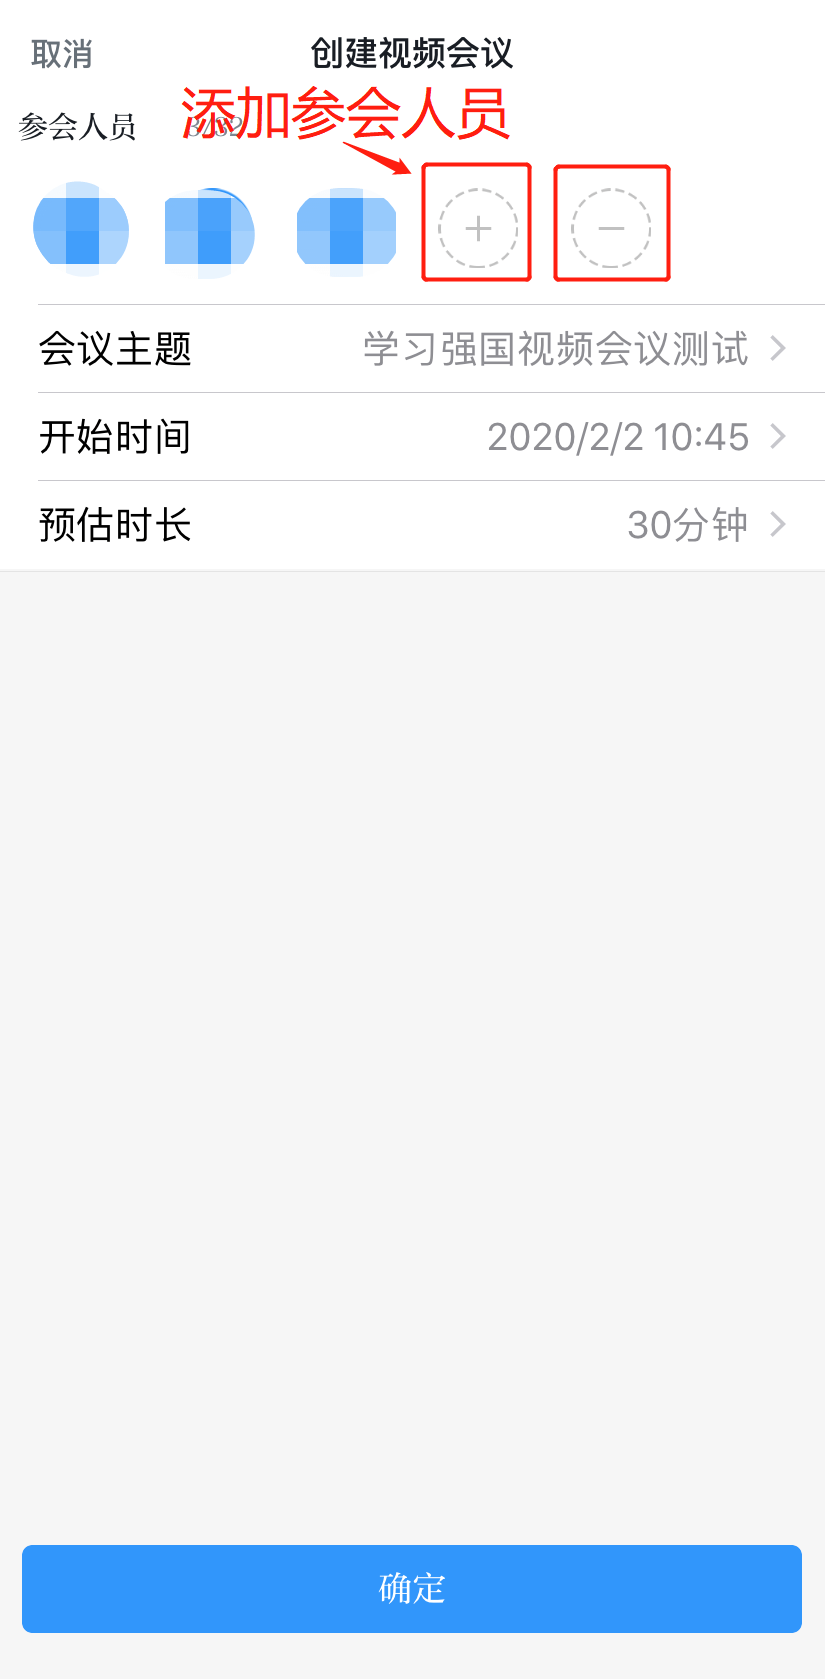 取消
创建视频会议
添加参会人员
参会人员
3/32
会议主题
学习强国视频会议测试
开始时间
2020/2/2 10:45
预估时长
30分钟
确定